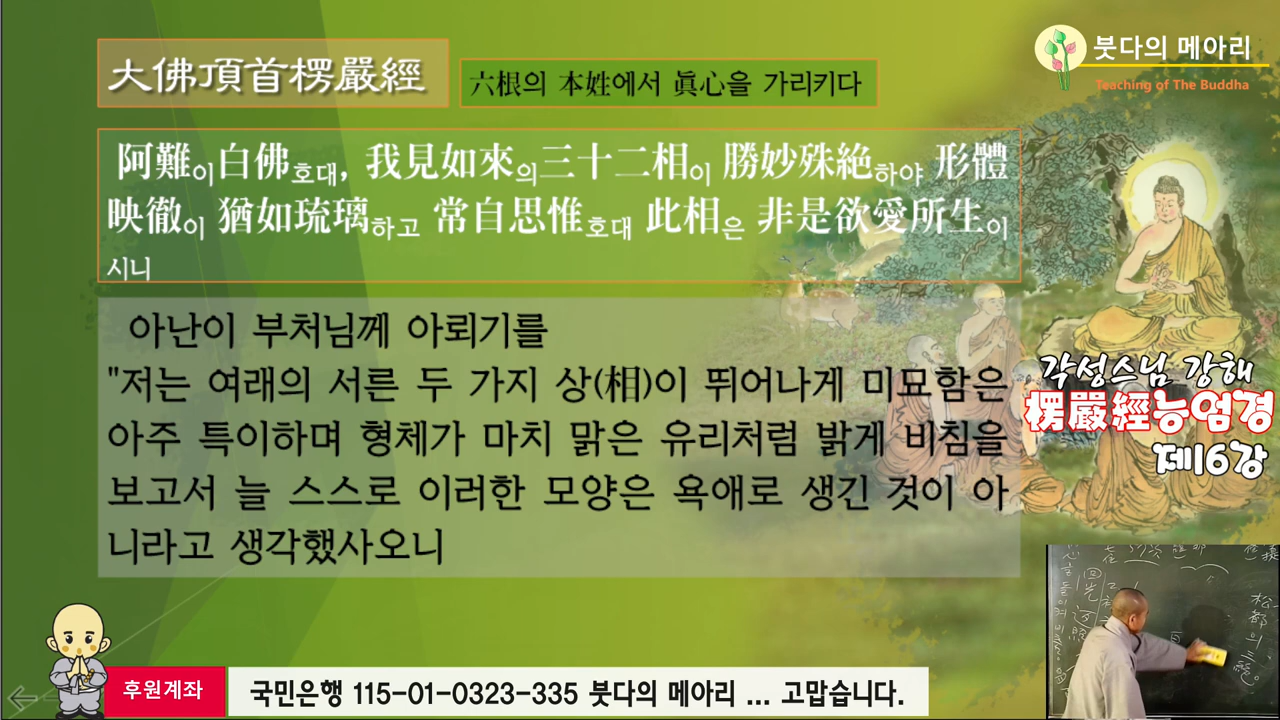 大佛頂首楞嚴經
六根의 本姓에서 眞心을 가리키다
붓다의 메아리
Teaching of The Buddha
阿難이白佛호대, 我見如來의三十二相이 勝妙殊絶하야 形體
映徹이 猶如琉璃하고 常自思惟호대 此相은 非是欲愛所生이
시니
아난이 부처님께 아뢰기를
"저는 여래의 서른 두 가지 상(相)이 뛰어나게 미묘함은
아주 특이하며 형체가 마치 맑은 유리처럼 밝게 비침을
보고서 늘 스스로 이러한 모양은 욕애로 생긴 것이 아
니라고 생각했사오니
각성스님 강해
楞嚴經능엄경
제16강
松都의三絶。
回光返照
후원계좌
국민은행 115-01-0323-335 붓다의 메아리 ... 고맙습니다.